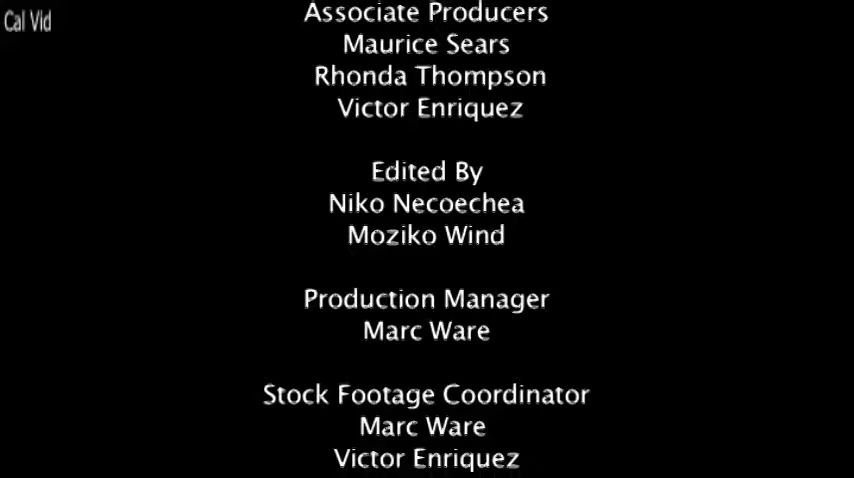 Cal Vid
Associate Producers
Maurice Sears
Rhonda Thompson
Victor Enriquez
Edited By
Niko Necoechea
Moziko Wind
Production Manager
Marc Ware
Stock Footage Coordinator
Marc Ware
Victor Enriquez